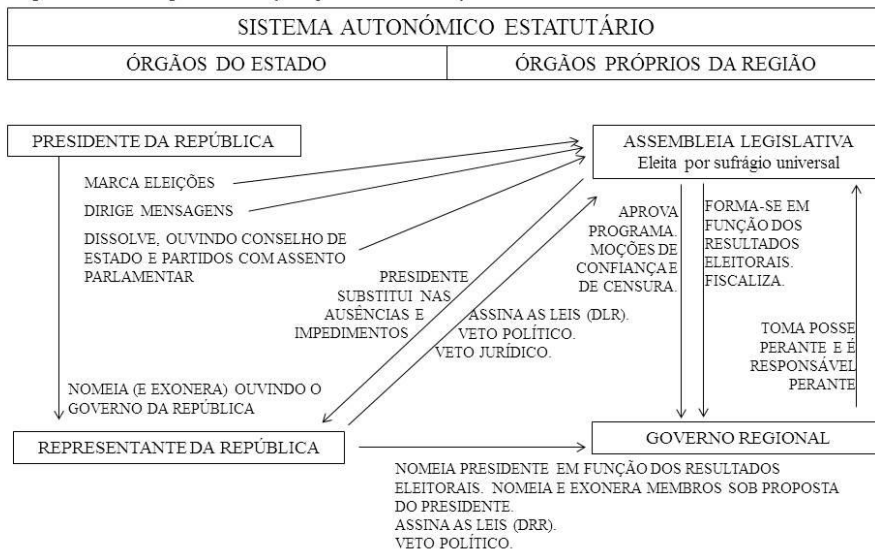 SISTEMA AUTONÓMICO ESTATUTÁRIO
ÓRGÃOS DO ESTADO
ÓRGÃOS PRÓPRIOS DA REGIÃO
PRESIDENTE DA REPÚBLICA
ASSEMBLEIA LEGISLATIVA
Eleita por sufrágio universal
MARCA ELEIÇÕES
DIRIGE MENSAGENS
DISSOLVE, OUVINDO CONSELHO DE
ESTADO E PARTIDOS COM ASSENTO
PARLAMENTAR
APROVA
PROGRAMA.
MOÇÕES DE
CONFIANÇA E
DE CENSURA.
FORMA-SE EM
FUNÇÃO DOS
RESULTADOS
ELEITORAIS.
FISCALIZA.
PRESIDENTE
SUBSTITUI NAS
AUSÊNCIAS E
IMPEDIMENTOS
ASSINA AS LEIS (DLR).
VETO POLÍTICO.
VETO JURÍDICO.
TOMA POSSE
PERANTE E É
RESPONSÁVEL
PERANTE
NOMEIA (E EXONERA) OUVINDO O
GOVERNO DA REPÚBLICA
REPRESENTANTE DA REPÚBLICA
GOVERNO REGIONAL
NOMEIA PRESIDENTE EM FUNÇÃO DOS RESULTADOS
ELEITORAIS. NOMEIA E EXONERA MEMBROS SOB PROPOSTA
DO PRESIDENTE.
ASSINA AS LEIS (DRR).
VETO POLÍTICO.